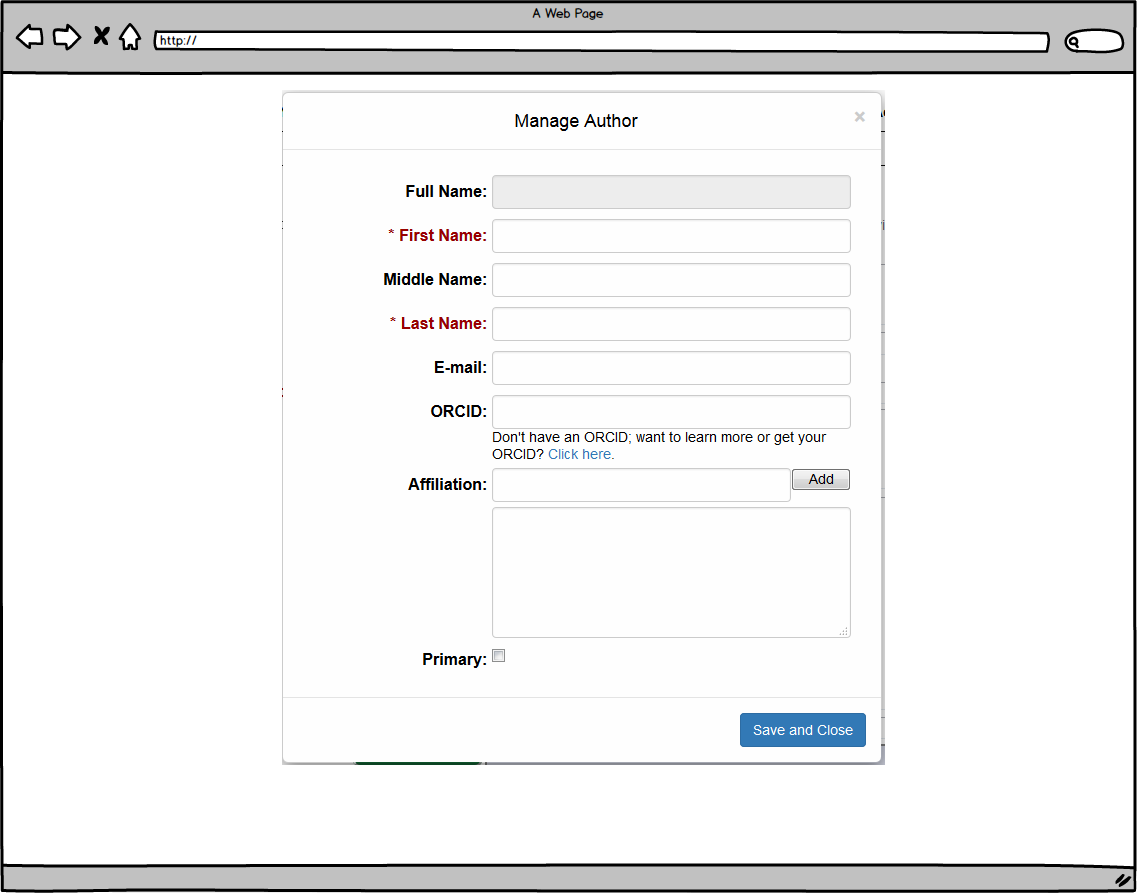 A Web Page
http://
Manage Author
×
Full Name:
* First Name:
Middle Name:
* Last Name:
E-mail:
ORCID:
Don't have an ORCID; want to learn more or get your
ORCID? Click here.
Affiliation:
Add
Primary:
Save and Close